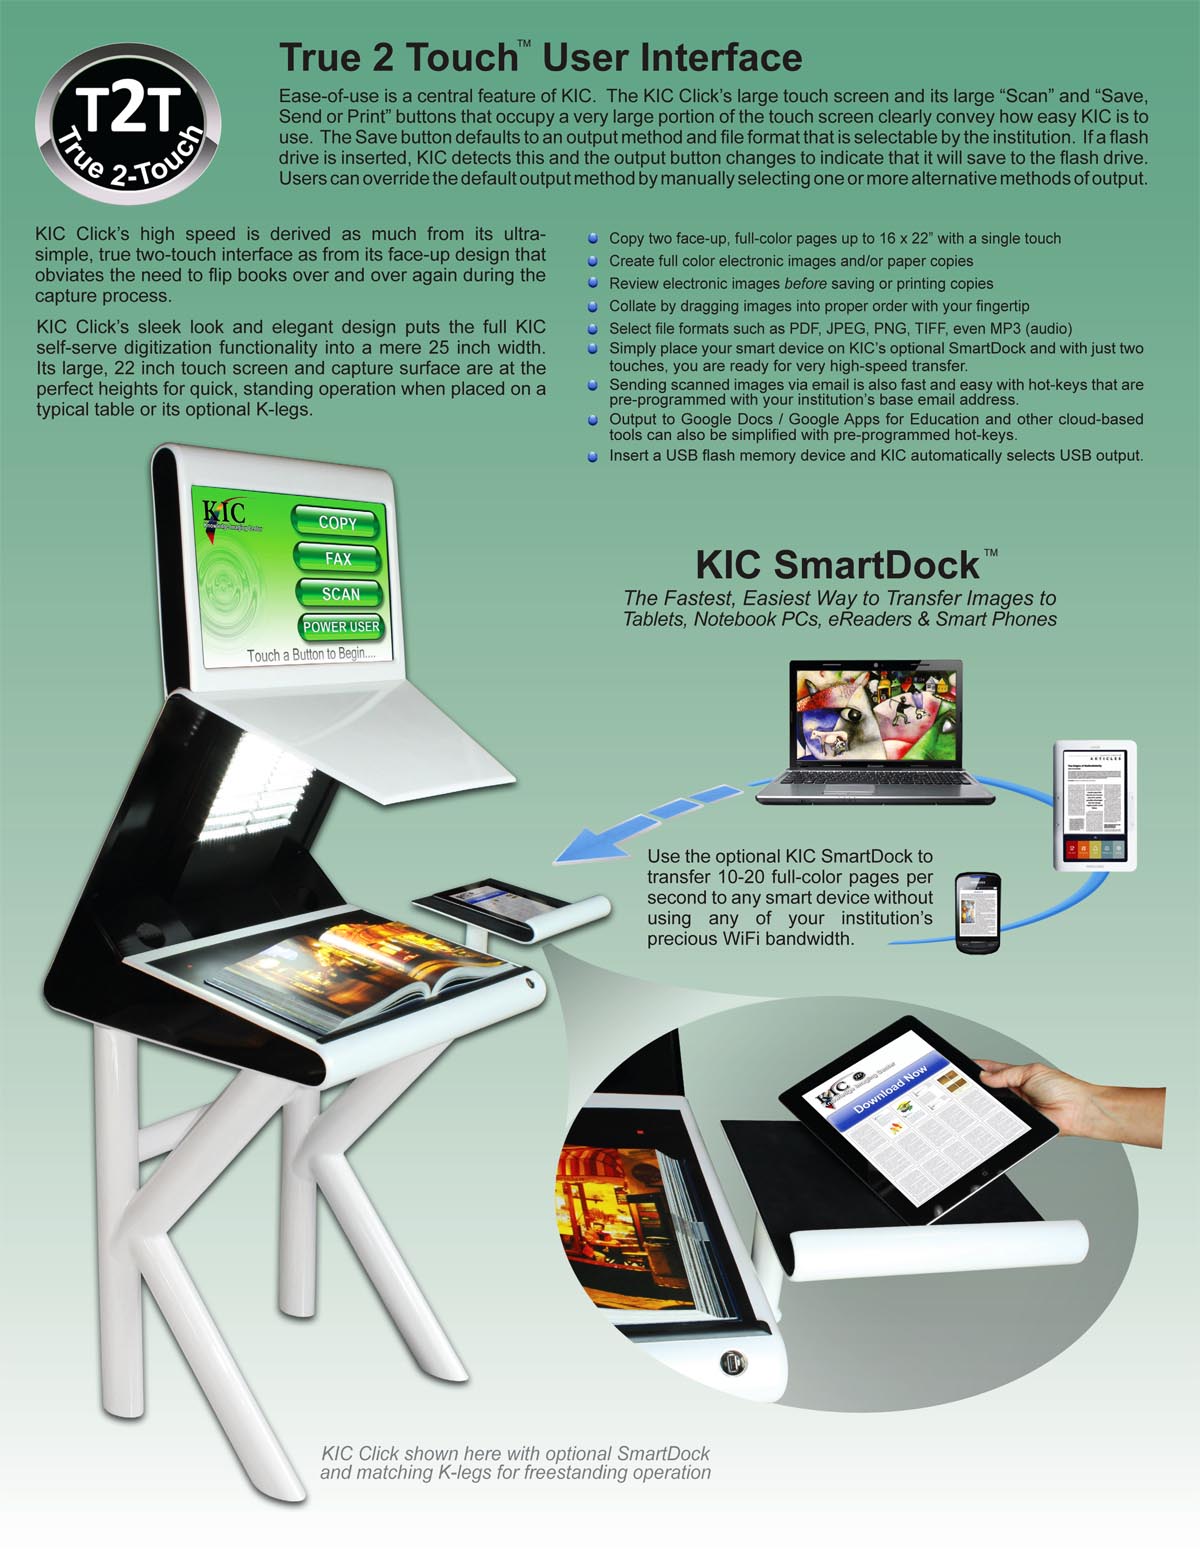 T2T
True 2-Touch
True 2 Touch™ User Interface
Ease-of-use is a central feature of KIC. The KIC Click's large touch screen and its large “Scan” and “Save,
Send or Print” buttons that occupy a very large portion of the touch screen clearly convey how easy KIC is to
use. The Save button defaults to an output method and file format that is selectable by the institution. If a flash
drive is inserted, KIC detects this and the output button changes to indicate that it will save to the flash drive.
Users can override the default output method by manually selecting one or more alternative methods of output.
KIC Click's high speed is derived as much from its ultra-
simple, true two-touch interface as from its face-up design that
obviates the need to flip books over and over again during the
capture process.
KIC Click's sleek look and elegant design puts the full KIC
self-serve digitization functionality into a mere 25 inch width.
Its large, 22 inch touch screen and capture surface are at the
perfect heights for quick, standing operation when placed on a
typical table or its optional K-legs.
Copy two face-up, full-color pages up to 16 x 22” with a single touch
Create full color electronic images and/or paper copies
Review electronic images before saving or printing copies
Collate by dragging images into proper order with your fingertip
Select file formats such as PDF, JPEG, PNG, TIFF, even MP3 (audio)
Simply place your smart device on KIC's optional SmartDock and with just two
touches, you are ready for very high-speed transfer.
Sending scanned images via email is also fast and easy with hot-keys that are
pre-programmed with your institution's base email address.
Output to Google Docs / Google Apps for Education and other cloud-based
tools can also be simplified with pre-programmed hot-keys.
Insert a USB flash memory device and KIC automatically selects USB output.
KIC
Knowledge Imaging Center
COPY
FAX
SCAN
POWER USER
Touch a Button to Begin....
KIC SmartDock™
The Fastest, Easiest Way to Transfer Images to
Tablets, Notebook PCs, eReaders & Smart Phones
ARTICLES
Use the optional KIC SmartDock to
transfer 10-20 full-color pages per
second to any smart device without
using any of your institution's
precious WiFi bandwidth.
KIC
T2T
Knowledge Imaging Center
Download Now
KIC Click shown here with optional SmartDock
and matching K-legs for freestanding operation